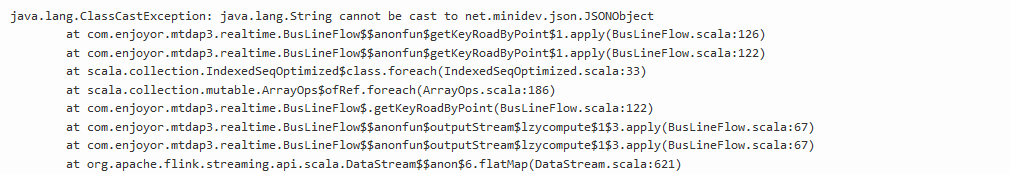 java.lang.ClassCastException: java.lang.String cannot be cast to net.minidev.json.JSONObject
at com.enjoyor.mtdap3.realtime.BusLineFlow$$anonfun$getKeyRoadByPoint$1.apply(BusLineFlow.scala:126)
at com.enjoyor.mtdap3.realtime.BusLineFlow$$anonfun$getKeyRoadByPoint$1.apply(BusLineFlow.scala:122)
at scala.collection.IndexedSeqOptimized$class.foreach(IndexedSeqOptimized.scala:33)
at scala.collection.mutable.ArrayOps$ofRef.foreach(ArrayOps.scala:186)
at com.enjoyor.mtdap3.realtime.BusLineFlow$.getKeyRoadByPoint(BusLineFlow.scala:122)
at com.enjoyor.mtdap3.realtime.BusLineFlow$$anonfun$outputStream$lzycompute$1$3.apply(BusLineFlow.scala:67)
at com.enjoyor.mtdap3.realtime.BusLineFlow$$anonfun$outputStream$lzycompute$1$3.apply(BusLineFlow.scala:67)
at org.apache.flink.streaming.api.scala.DataStream$$anon$6.flatMap(DataStream.scala:621)